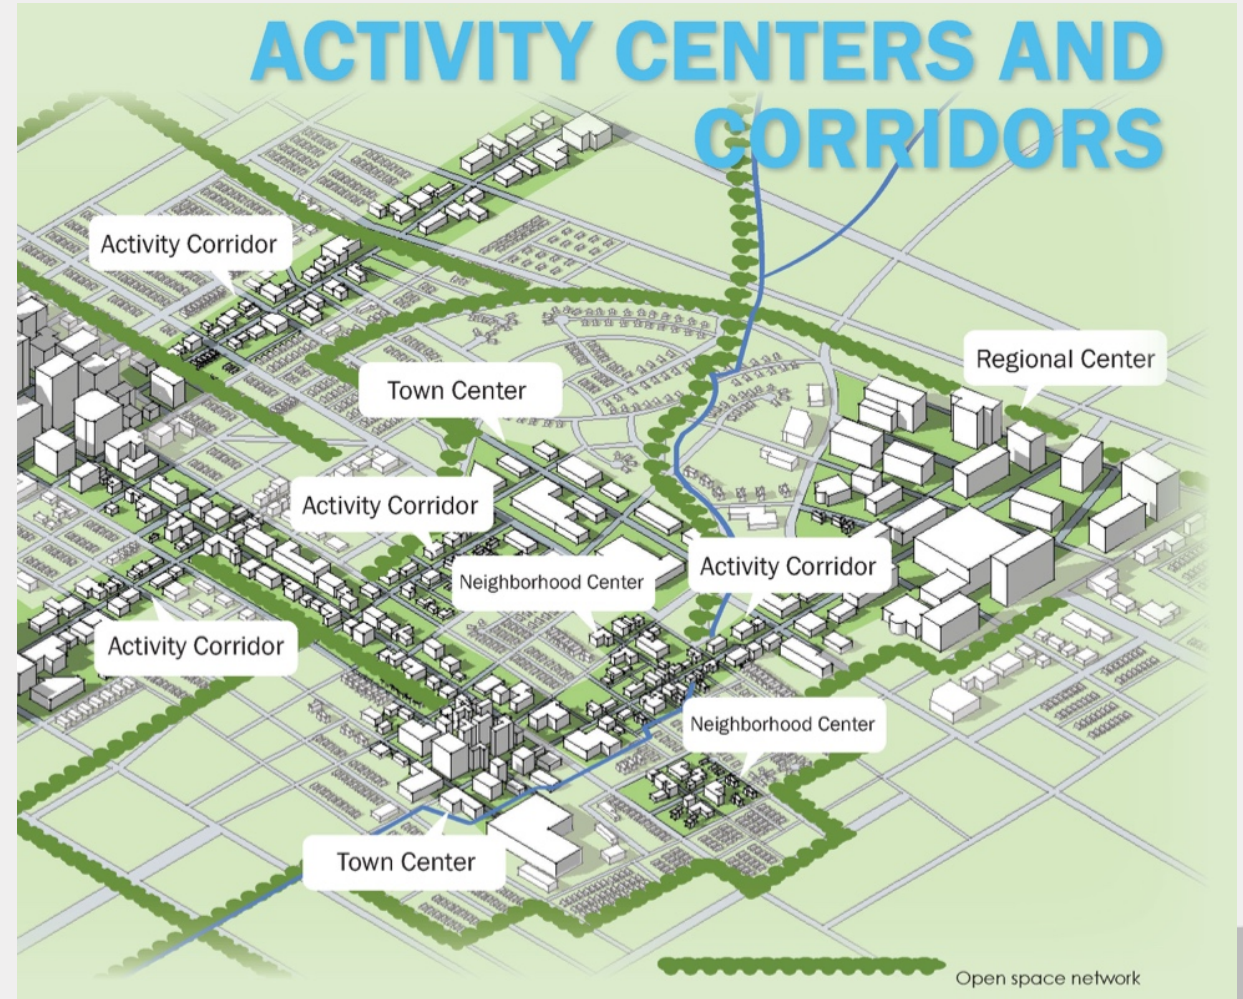 ACTIVITY CENTERS AND
CORRIDORS
Activity Corridor
Regional Center
Town Center
Activity Corridor
Neighborhood Center
Activity Corridor
Activity Corridor
Neighborhood Center
Town Center
Open space network